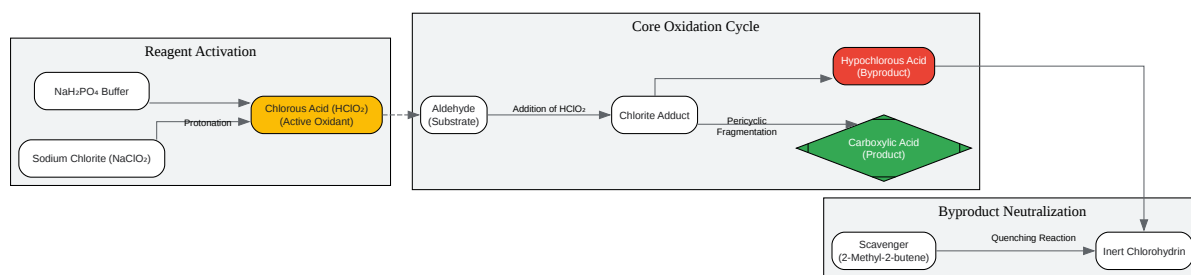 Reagent Activation
NaH₂PO₄ Buffer
Sodium Chlorite (NaClO₂)
Protonation
Chlorous Acid (HClO₂)
(Active Oxidant)
Core Oxidation Cycle
Aldehyde
(Substrate)
Addition of HClO₂
Chlorite Adduct
Pericyclic
Fragmentation
Hypochlorous Acid
(Byproduct)
Carboxylic Acid
(Product)
Byproduct Neutralization
Scavenger
(2-Methyl-2-butene)
Quenching Reaction
Inert Chlorohydrin